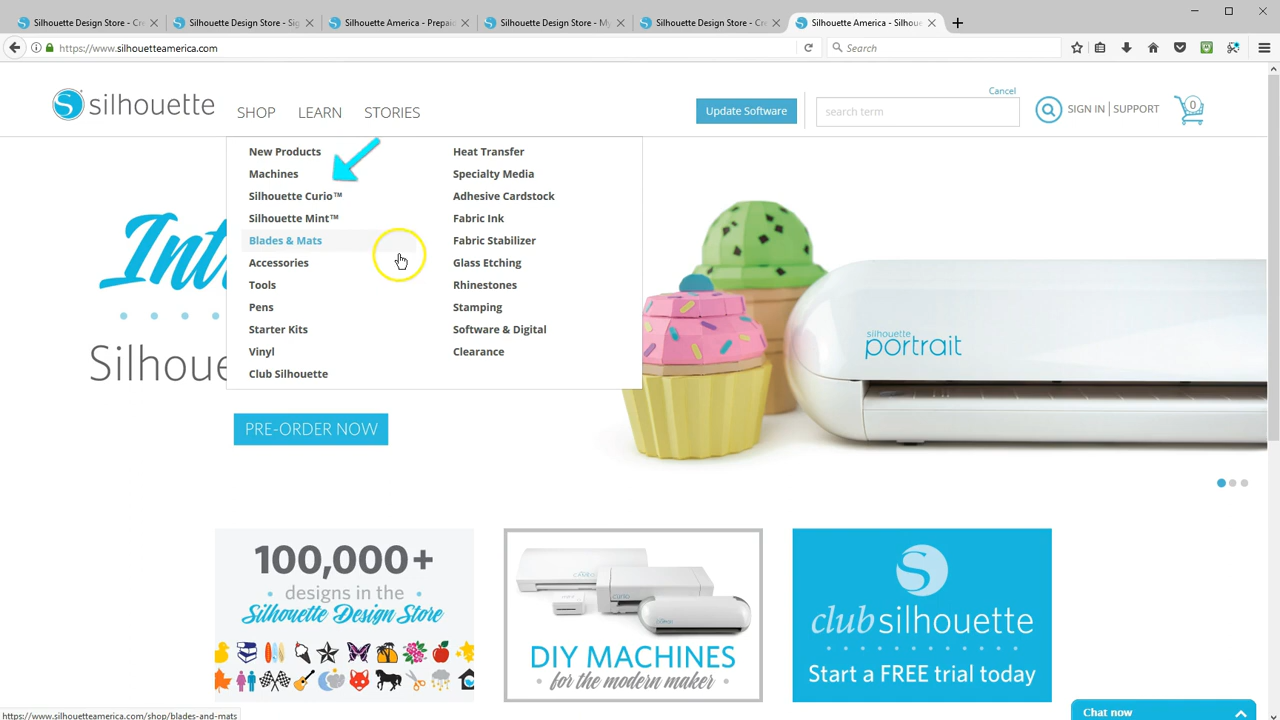 Silhouette Design Store - Cre
Silhouette Design Store - Sig
Silhouette America - Prepaid
Silhouette Design Store - My
Silhouette Design Store - Cre
Silhouette America - Silhou
https://www.silhouetteamerica.com
Search
silhouette
SHOP
LEARN
STORIES
Update Software
Cancel
search term
SIGN IN | SUPPORT
0
New Products
Machines
Silhouette Curio™
Silhouette Mint™
Blades & Mats
Accessories
Tools
Pens
Starter Kits
Vinyl
Club Silhouette
Heat Transfer
Specialty Media
Adhesive Cardstock
Fabric Ink
Fabric Stabilizer
Glass Etching
Rhinestones
Stamping
Software & Digital
Clearance
Int
Silhou
PRE-ORDER NOW
silhouette
portrait
100,000+
designs in the
Silhouette Design Store
DIY MACHINES
for the modern maker
club silhouette
Start a FREE trial today
Chat now
https://www.silhouetteamerica.com/shop/blades-and-mats